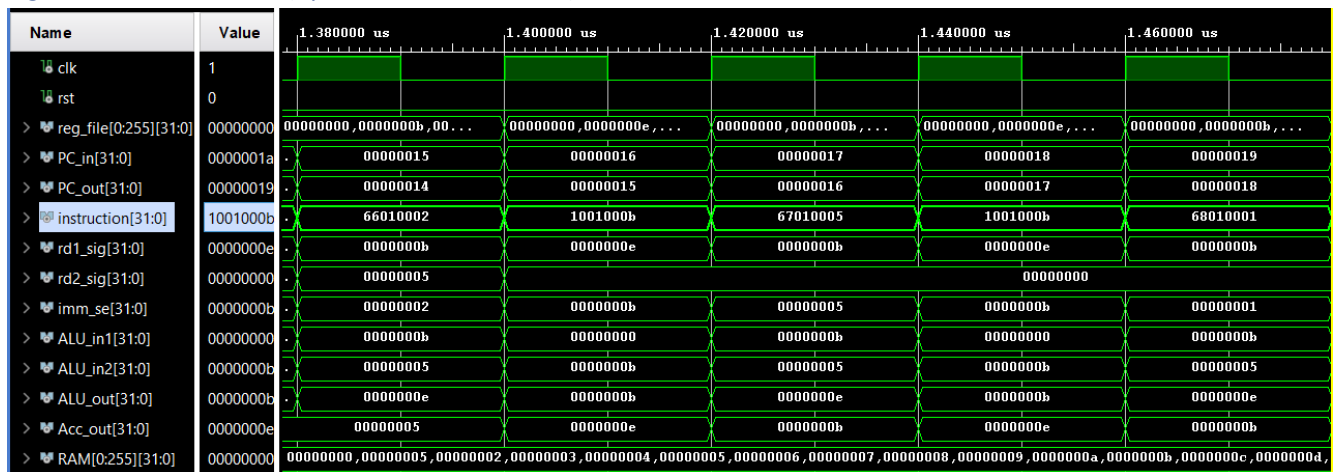 Name Value 1.380000 us 1.400000 us 1.420000 us 1.440000 us 1.460000 us
clk 1
rst 0
reg_file[0:255][31:0] 00000000 00000000,0000000b,00... 00000000,0000000e,... 00000000,0000000b,... 00000000,0000000e,... 00000000,0000000b,...
PC_in[31:0] 0000001a 00000015 00000016 00000017 00000018 00000019
PC_out[31:0] 00000019 00000014 00000015 00000016 00000017 00000018
instruction[31:0] 1001000b 66010002 1001000b 67010005 1001000b 68010001
rd1_sig[31:0] 0000000e 0000000b 0000000e 0000000b 0000000e 0000000b
rd2_sig[31:0] 00000000 00000005 00000000
imm_se[31:0] 0000000b 00000002 0000000b 00000005 0000000b 00000001
ALU_in1[31:0] 00000000 0000000b 00000000 0000000b 00000000 0000000b
ALU_in2[31:0] 0000000b 00000005 0000000b 00000005 0000000b 00000005
ALU_out[31:0] 0000000b 0000000e 0000000b 0000000e 0000000b 0000000e
Acc_out[31:0] 0000000e 00000005 0000000e 0000000b 0000000e 0000000b
RAM[0:255][31:0] 00000000 00000000,00000005,00000002,00000003,00000004,00000005,00000006,00000007,00000008,00000009,0000000a,0000000b,0000000c,0000000d,